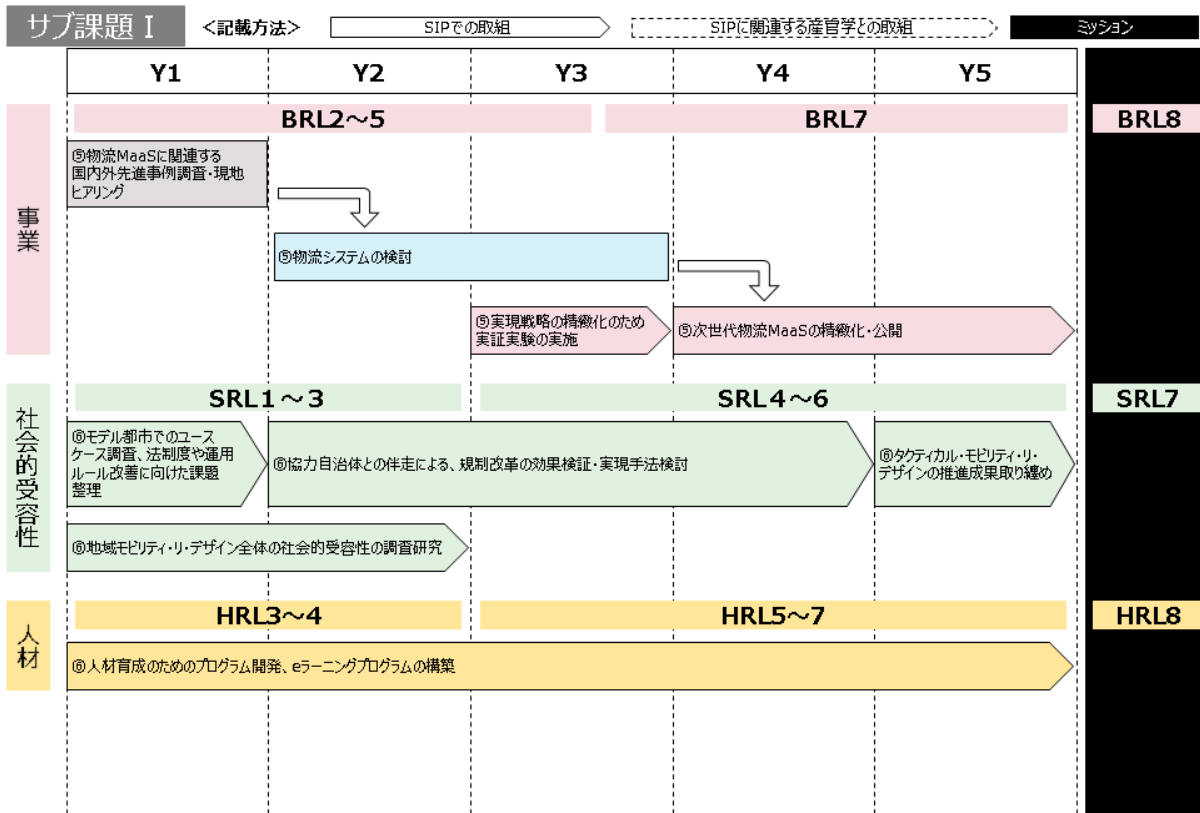 サブ課題Ⅰ
<記載方法>
SIPでの取組
SIPに関連する産官学との取組
ミッション
Y1
Y2
Y3
Y4
Y5
事業
BRL2～5
BRL7
BRL8
⑤物流MaaSに関連する
国内外先進事例調査・現地
ヒアリング
⑤物流システムの検討
⑤実現戦略の精緻化のため
実証実験の実施
⑤次世代物流MaaSの精緻化・公開
社会的受容性
SRL1～3
SRL4～6
SRL7
⑥モデル都市でのユース
ケース調査、法制度や運用
ルール改善に向けた課題
整理
⑥協力自治体との伴走による、規制改革の効果検証・実現手法検討
⑥タクティカル・モビリティ・リ・
デザインの推進成果取り纏め
⑥地域モビリティ・リ・デザイン全体の社会的受容性の調査研究
人材
HRL3～4
HRL5～7
HRL8
⑥人材育成のためのプログラム開発、eラーニングプログラムの構築